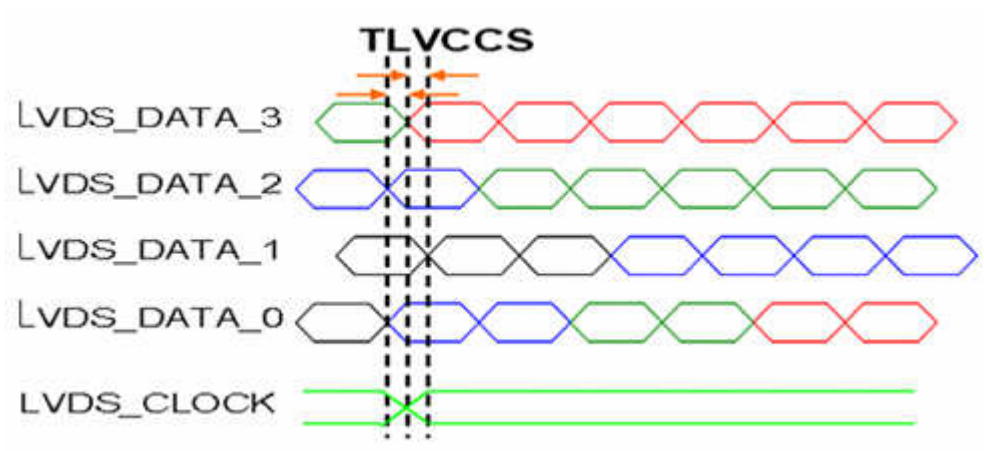 TLVCCS
LVDS_DATA_3
LVDS_DATA_2
LVDS_DATA_1
LVDS_DATA_0
LVDS_CLOCK